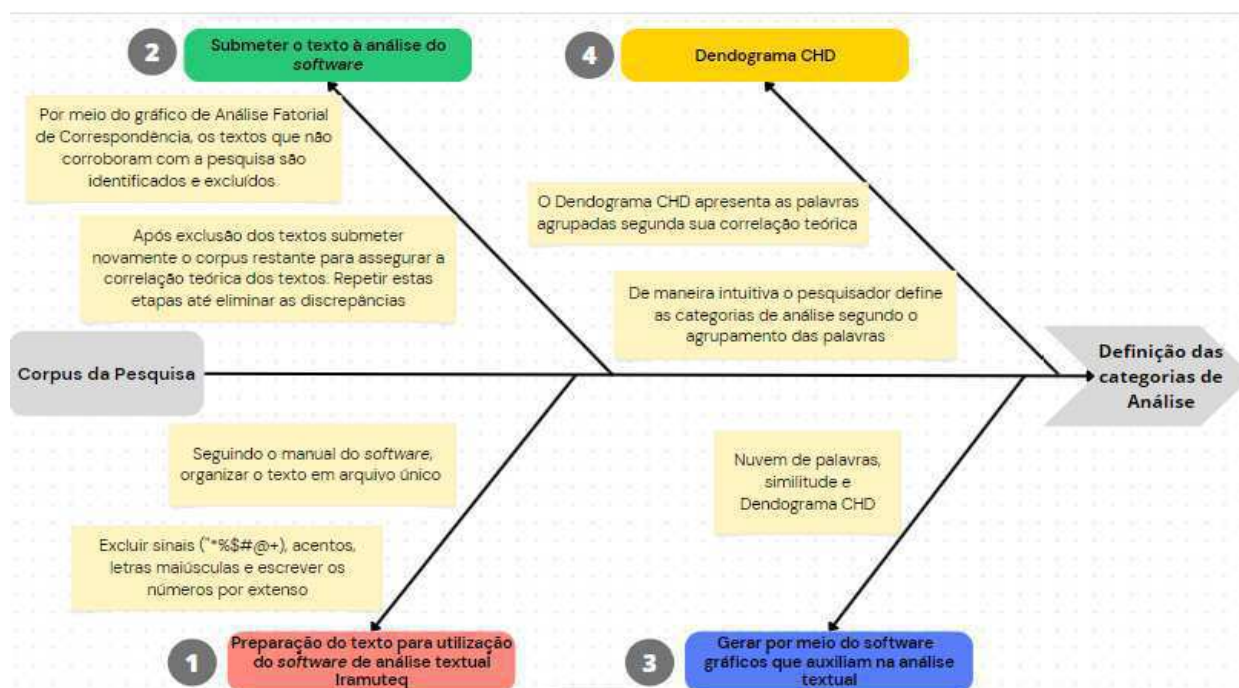 2
Submeter o texto à análise do
software
4
Dendograma CHD
Por meio do gráfico de Análise Fatorial
de Correspondência, os textos que não
corroboram com a pesquisa são
identificados e excluídos
O Dendograma CHD apresenta as palavras
agrupadas segunda sua correlação teórica
Após exclusão dos textos submeter
novamente o corpus restante para assegurar a
correlação teórica dos textos. Repetir estas
etapas até eliminar as discrepâncias
De maneira intuitiva o pesquisador define
as categorias de análise segundo o
agrupamento das palavras
Corpus da Pesquisa
Definição das
categorias de
Análise
Seguindo o manual do software,
organizar o texto em arquivo único
Nuvem de palavras,
similitude e
Dendograma CHD
Excluir sinais ("*%$#@+), acentos,
letras maiúsculas e escrever os
números por extenso
1
Preparação do texto para utilização
do software de análise textual
Iramuteq
3
Gerar por meio do software
gráficos que auxiliam na análise
textual